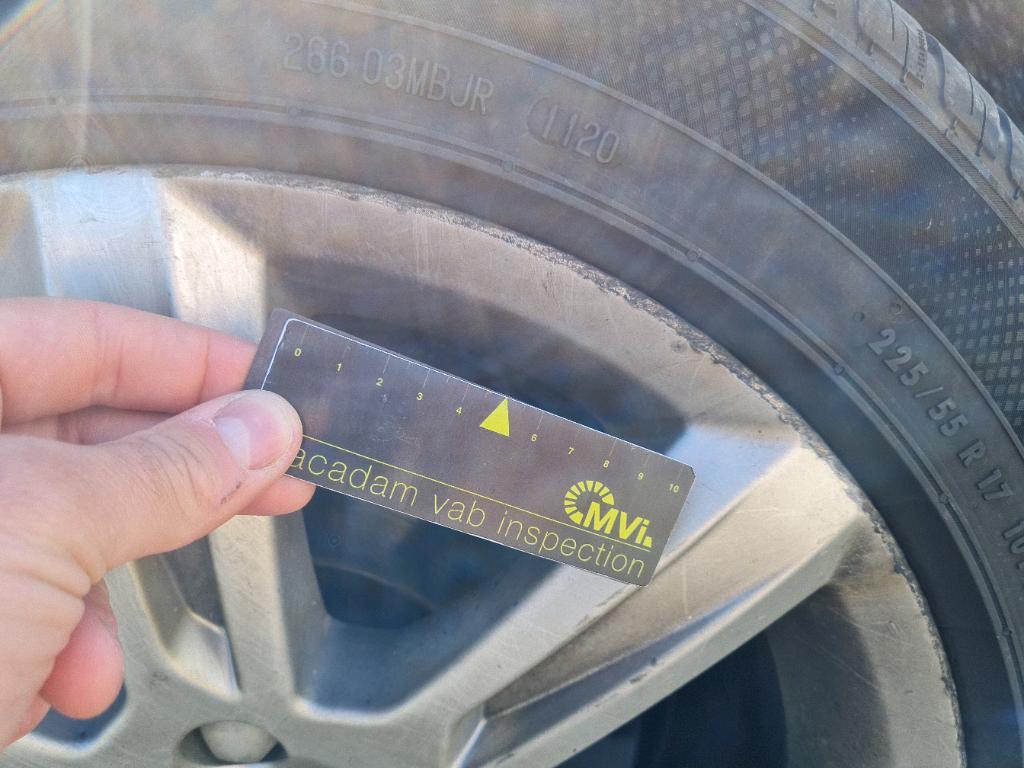 266 03MBJR 1120
225/55 R 17
0 1 2 3 4 6 7 8 9 10
MVi
acadam vab inspection